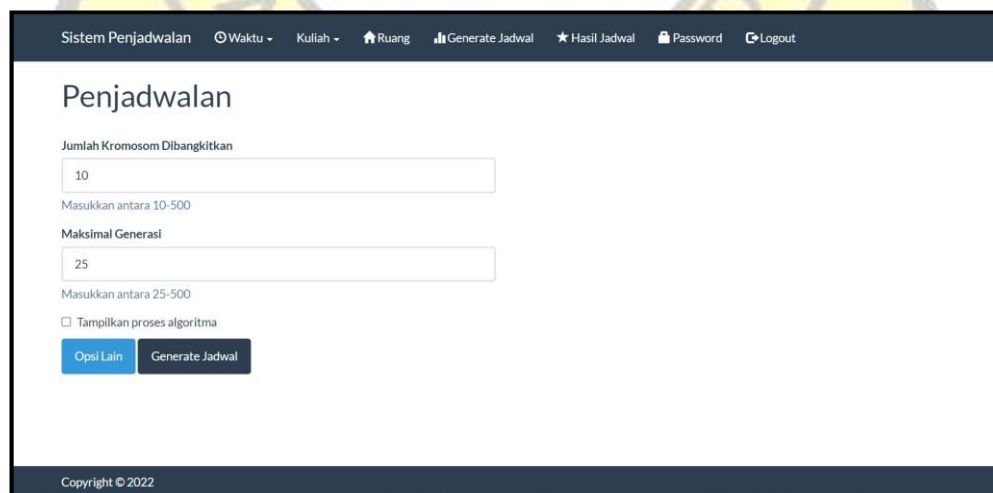 Sistem Penjadwalan Waktu Kuliah Ruang Generate Jadwal Hasil Jadwal Password Logout
Penjadwalan
Jumlah Kromosom Dibangkitkan
10
Masukkan antara 10-500
Maksimal Generasi
25
Masukkan antara 25-500
Tampilkan proses algoritma
Opsi Lain Generate Jadwal
Copyright © 2022